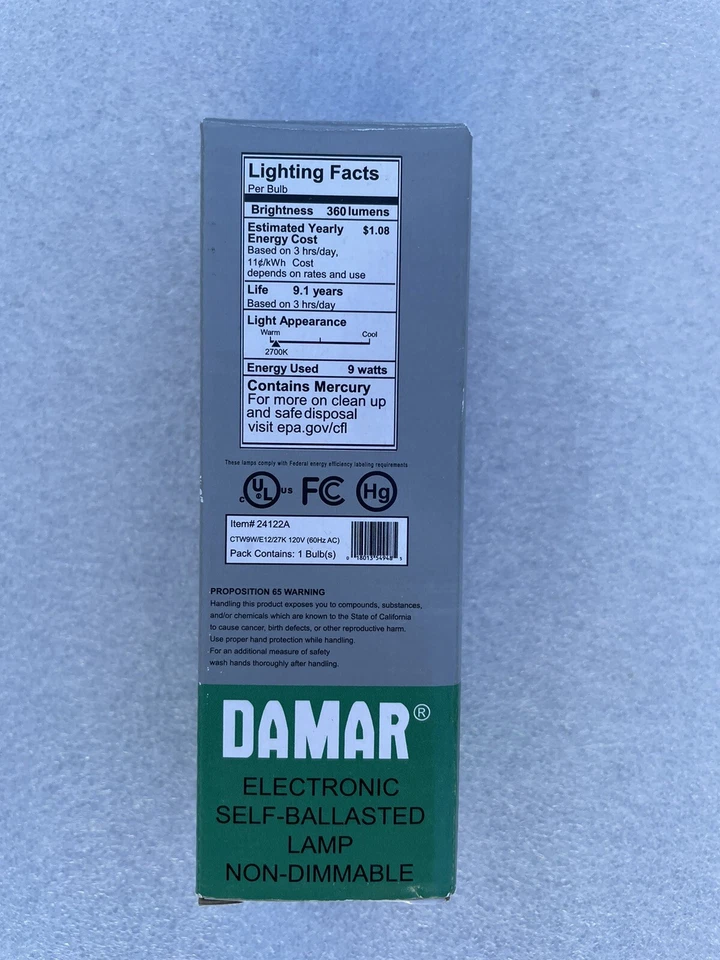 Lighting Facts
Per Bulb
Brightness 360 lumens
Estimated Yearly $1.08
Energy Cost
Based on 3 hrs/day,
11¢/kWh Cost
depends on rates and use
Life 9.1 years
Based on 3 hrs/day
Light Appearance
Warm Cool
2700K
Energy Used 9 watts
Contains Mercury
For more on clean up
and safe disposal
visit epa.gov/cfl
These lamps comply with Federal energy efficiency labeling requirements
C UL US FC Hg
Item# 24122A
CTW9W/E12/27K 120V (60Hz AC)
Pack Contains: 1 Bulb(s)
0 18013 54948 9
PROPOSITION 65 WARNING
Handling this product exposes you to compounds, substances,
and/or chemicals which are known to the State of California
to cause cancer, birth defects, or other reproductive harm.
Use proper hand protection while handling.
For an additional measure of safety
wash hands thoroughly after handling.
DAMAR®
ELECTRONIC
SELF-BALLASTED
LAMP
NON-DIMMABLE